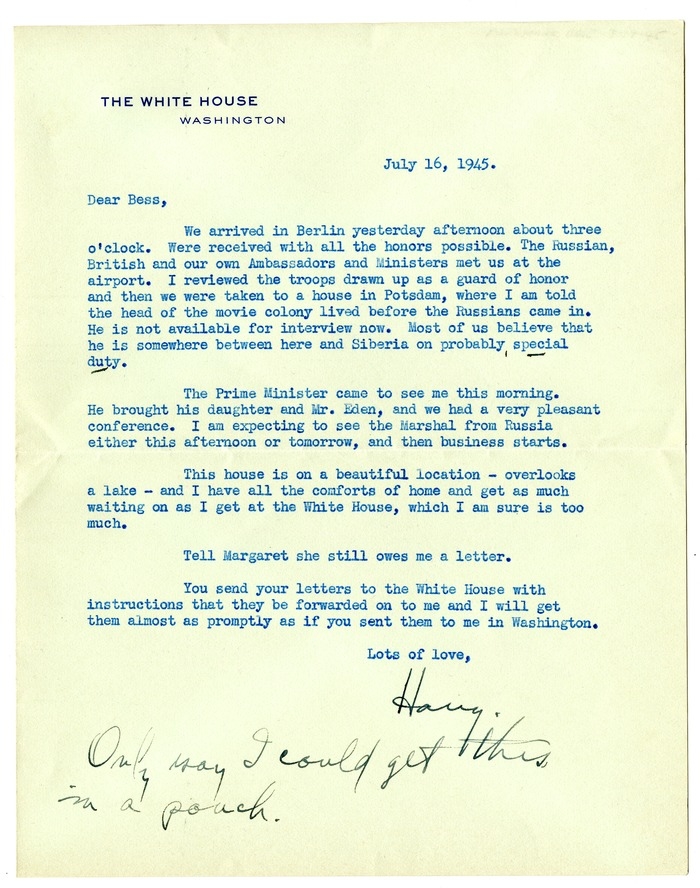 THE WHITE HOUSE
WASHINGTON
July 16, 1945.
Dear Bess,
We arrived in Berlin yesterday afternoon about three
o'clock. Were received with all the honors possible. The Russian,
British and our own Ambassadors and Ministers met us at the
airport. I reviewed the troops drawn up as a guard of honor
and then we were taken to a house in Potsdam, where I am told
the head of the movie colony lived before the Russians came in.
He is not available for interview now. Most of us believe that
he is somewhere between here and Siberia on probably special
duty.
The Prime Minister came to see me this morning.
He brought his daughter and Mr. Eden, and we had a very pleasant
conference. I am expecting to see the Marshal from Russia
either this afternoon or tomorrow, and then business starts.
This house is on a beautiful location - overlooks
a lake - and I have all the comforts of home and get as much
waiting on as I get at the White House, which I am sure is too
much.
Tell Margaret she still owes me a letter.
You send your letters to the White House with
instructions that they be forwarded on to me and I will get
them almost as promptly as if you sent them to me in Washington.
Lots of love,
Harry.
Only way I could get this
in a pouch.